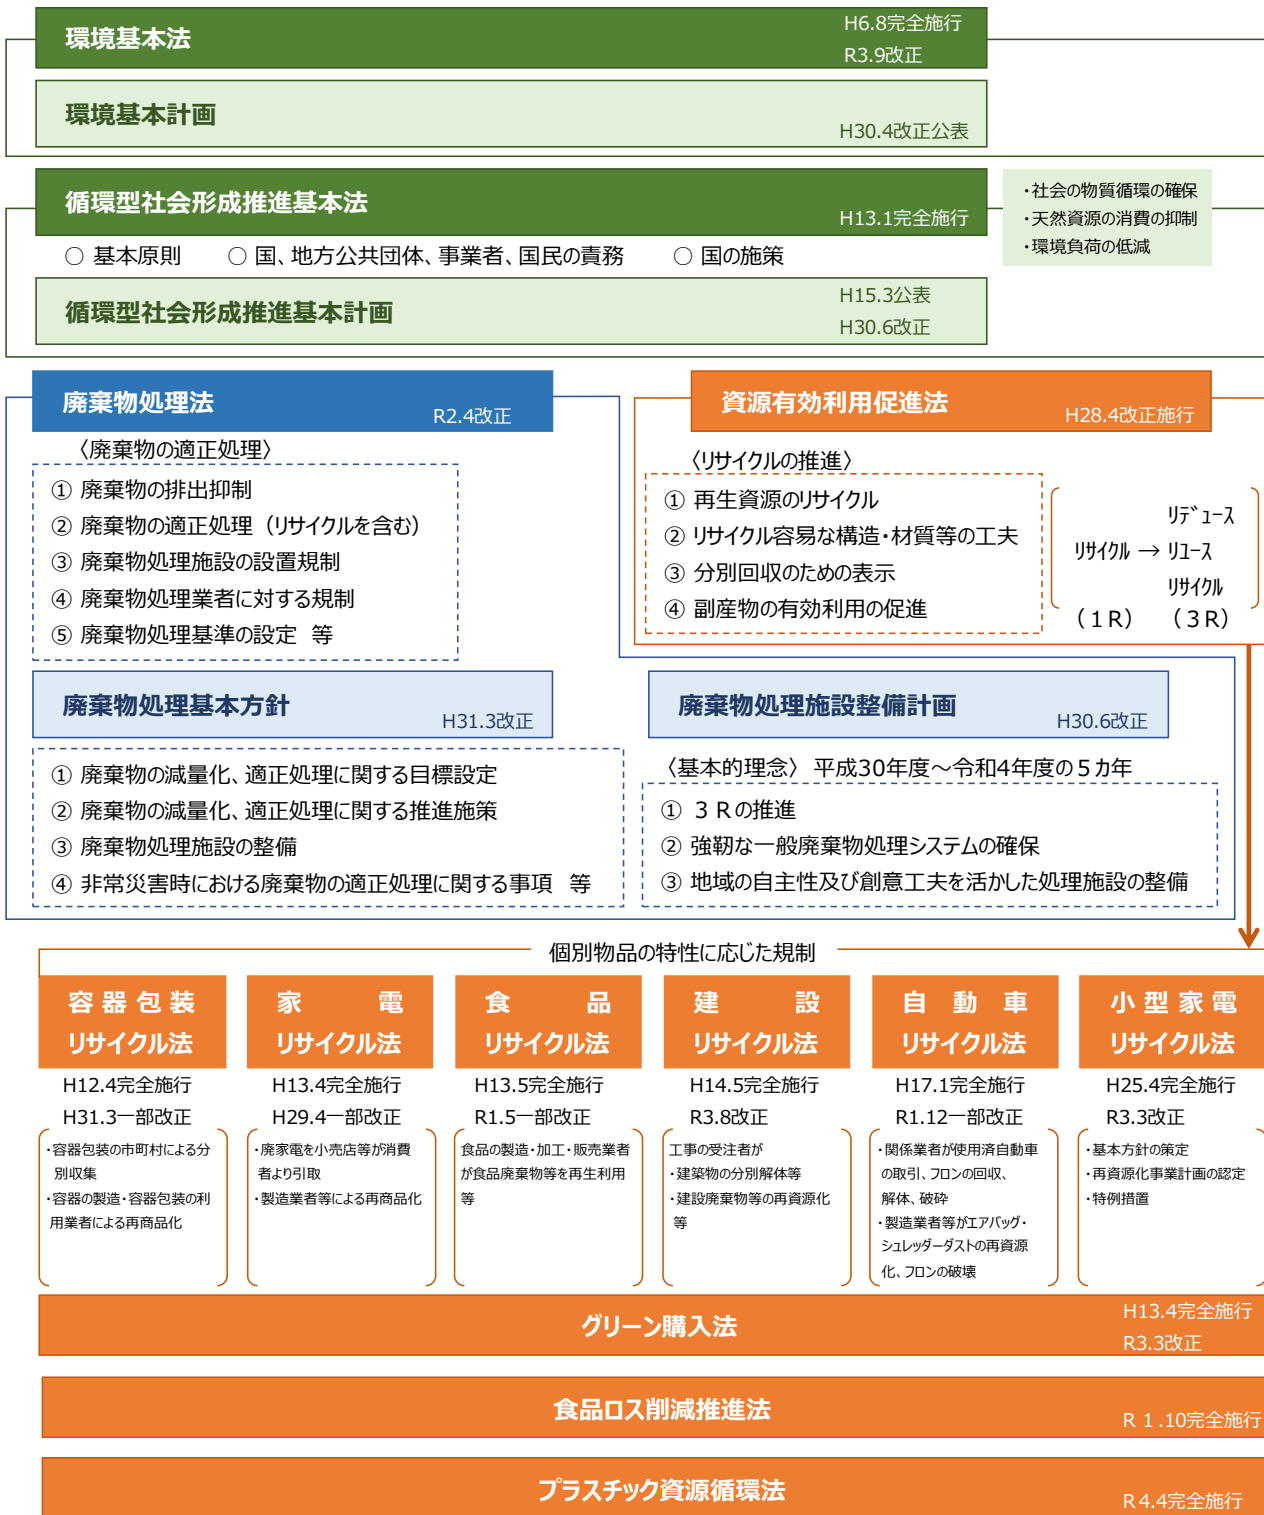 環境基本法
H6.8完全施行
R3.9改正
環境基本計画
H30.4改正公表
循環型社会形成推進基本法
H13.1完全施行
・社会の物質循環の確保
・天然資源の消費の抑制
・環境負荷の低減
○ 基本原則 ○ 国、地方公共団体、事業者、国民の責務 ○ 国の施策
循環型社会形成推進基本計画
H15.3公表
H30.6改正
廃棄物処理法
R2.4改正
〈廃棄物の適正処理〉
① 廃棄物の排出抑制
② 廃棄物の適正処理（リサイクルを含む）
③ 廃棄物処理施設の設置規制
④ 廃棄物処理業者に対する規制
⑤ 廃棄物処理基準の設定 等
資源有効利用促進法
H28.4改正施行
〈リサイクルの推進〉
① 再生資源のリサイクル
② リサイクル容易な構造・材質等の工夫
③ 分別回収のための表示
④ 副産物の有効利用の促進
リデュース
リサイクル → リユース
リサイクル
（１R） （３R）
廃棄物処理基本方針
H31.3改正
① 廃棄物の減量化、適正処理に関する目標設定
② 廃棄物の減量化、適正処理に関する推進施策
③ 廃棄物処理施設の整備
④ 非常災害時における廃棄物の適正処理に関する事項 等
廃棄物処理施設整備計画
H30.6改正
〈基本的理念〉 平成30年度～令和4年度の５カ年
① ３Ｒの推進
② 強靭な一般廃棄物処理システムの確保
③ 地域の自主性及び創意工夫を活かした処理施設の整備
個別物品の特性に応じた規制
容器包装
リサイクル法
H12.4完全施行
H31.3一部改正
・容器包装の市町村による分
別収集
・容器の製造・容器包装の利
用業者による再商品化
家電
リサイクル法
H13.4完全施行
H29.4一部改正
・廃家電を小売店等が消費
者より引取
・製造業者等による再商品化
食品
リサイクル法
H13.5完全施行
R1.5一部改正
食品の製造・加工・販売業者
が食品廃棄物等を再生利用
等
建設
リサイクル法
H14.5完全施行
R3.8改正
工事の受注者が
・建築物の分別解体等
・建設廃棄物等の再資源化
等
自動車
リサイクル法
H17.1完全施行
R1.12一部改正
・関係業者が使用済自動車
の取引、フロンの回収、
解体、破砕
・製造業者等がエアバッグ・
シュレッダーダストの再資源
化、フロンの破壊
小型家電
リサイクル法
H25.4完全施行
R3.3改正
・基本方針の策定
・再資源化事業計画の認定
・特例措置
グリーン購入法
H13.4完全施行
R3.3改正
食品ロス削減推進法
R１.10完全施行
プラスチック資源循環法
R4.4完全施行